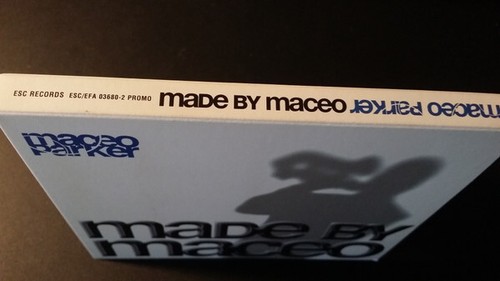 ESC RECORDS ESC/EFA 03680-2 PROMO maDe BY maceo maceo Parker
maceo
Parker
maDe BY
maceo